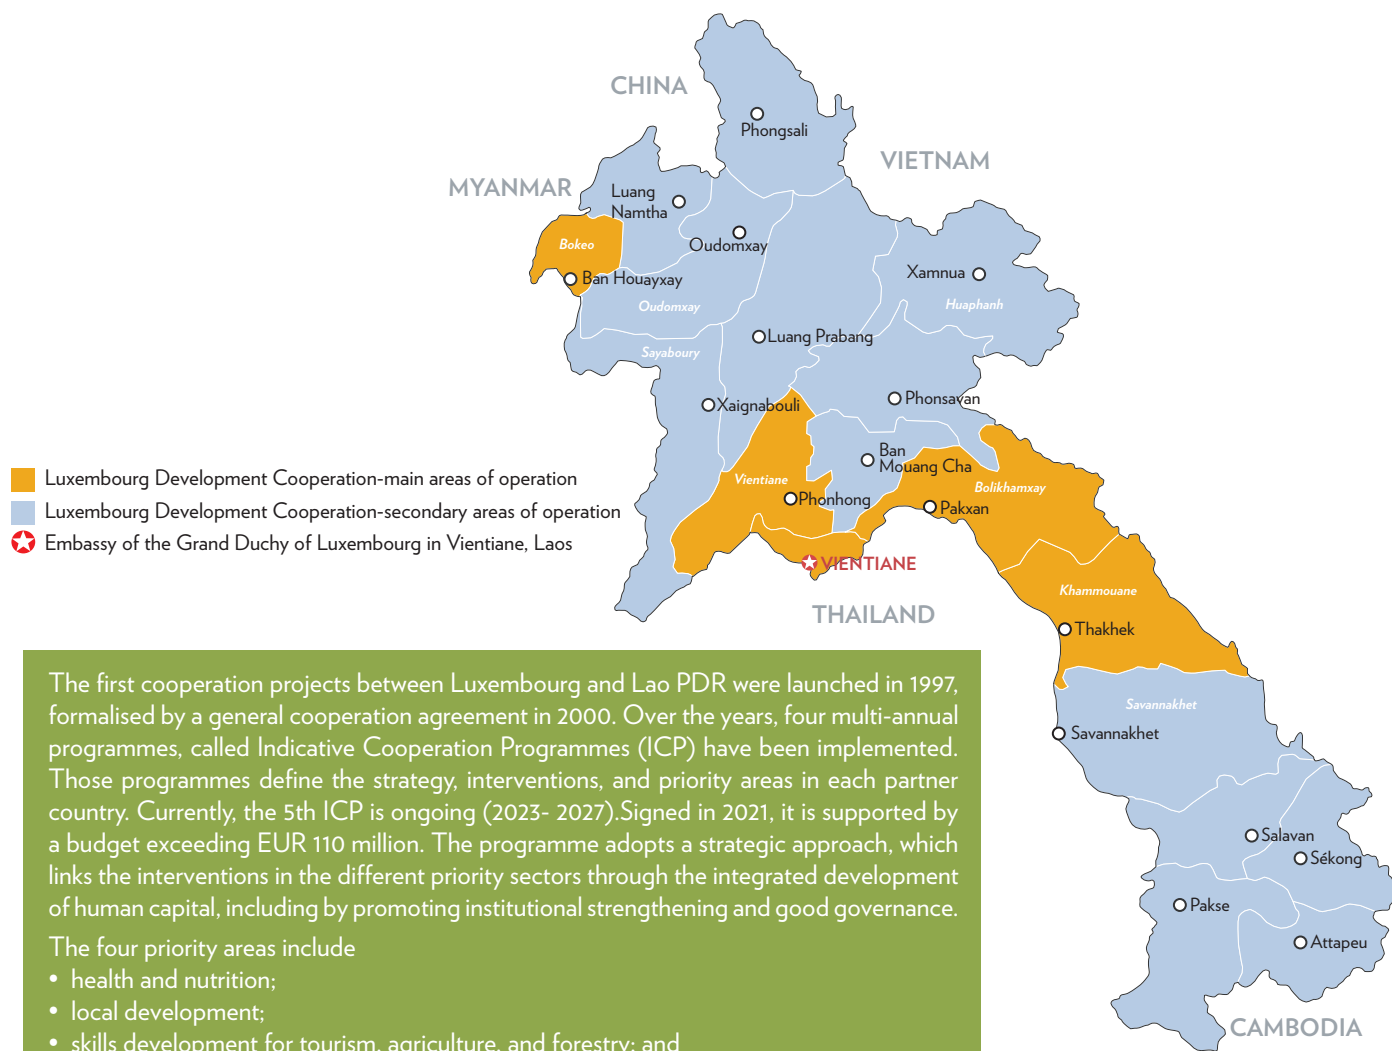 CHINA
Phongsali
VIETNAM
MYANMAR
Luang
Namtha
Bokeo
Oudomxay
Ban Houayxay
Xamnua
Huaphanh
Oudomxay
Luang Prabang
Sayaboury
Xaignabouli
Phonsavan
Ban
Mouang Cha
Vientiane
Phonhong
Bolikhamxay
Pakxan
Luxembourg Development Cooperation-main areas of operation
Luxembourg Development Cooperation-secondary areas of operation
Embassy of the Grand Duchy of Luxembourg in Vientiane, Laos
VIENTIANE
THAILAND
Khammouane
Thakhek
Savannakhet
Savannakhet
Salavan
Sékong
Pakse
Attapeu
CAMBODIA
The first cooperation projects between Luxembourg and Lao PDR were launched in 1997,
formalised by a general cooperation agreement in 2000. Over the years, four multi-annual
programmes, called Indicative Cooperation Programmes (ICP) have been implemented.
Those programmes define the strategy, interventions, and priority areas in each partner
country. Currently, the 5th ICP is ongoing (2023- 2027).Signed in 2021, it is supported by
a budget exceeding EUR 110 million. The programme adopts a strategic approach, which
links the interventions in the different priority sectors through the integrated development
of human capital, including by promoting institutional strengthening and good governance.
The four priority areas include
• health and nutrition;
• local development;
• skills development for tourism, agriculture, and forestry; and